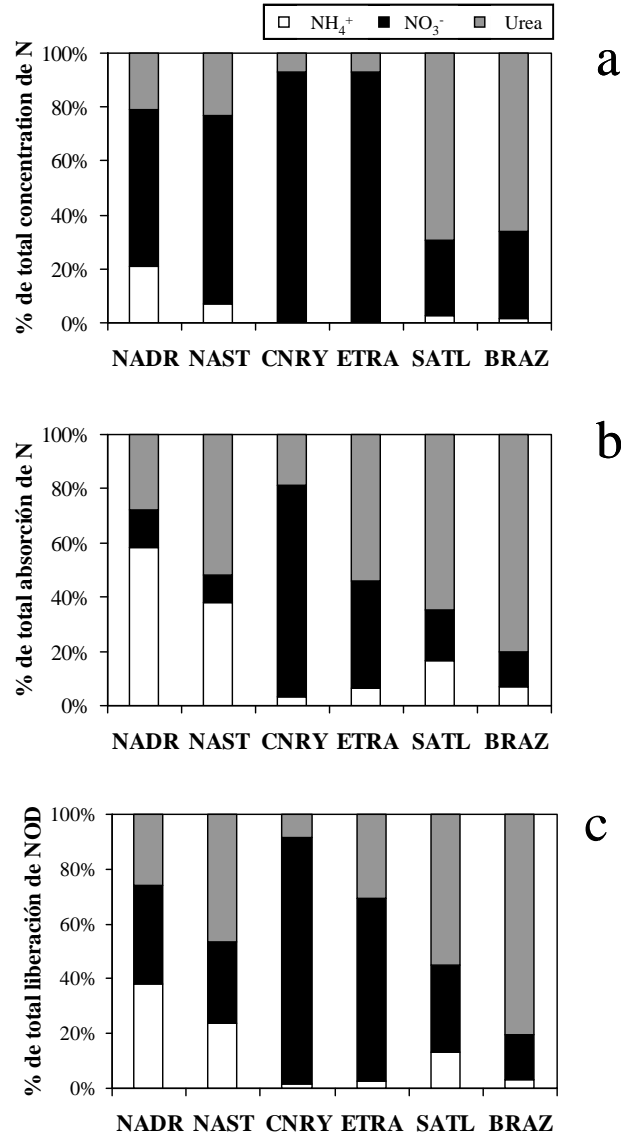 NH₄⁺ NO₃⁻ Urea
a
% de total concentration de N
100%
80%
60%
40%
20%
0%
NADR NAST CNRY ETRA SATL BRAZ
b
% de total absorción de N
100%
80%
60%
40%
20%
0%
NADR NAST CNRY ETRA SATL BRAZ
c
% de total liberación de NOD
100%
80%
60%
40%
20%
0%
NADR NAST CNRY ETRA SATL BRAZ